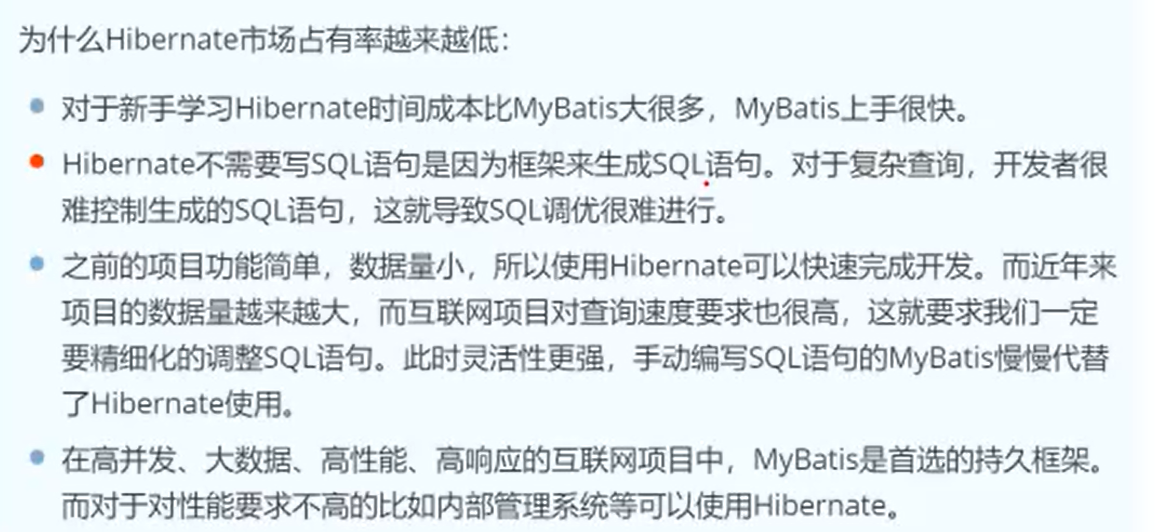 为什么Hibernate市场占有率越来越低：
对于新手学习Hibernate时间成本比MyBatis大很多，MyBatis上手很快。
Hibernate不需要写SQL语句是因为框架来生成SQL语句。对于复杂查询，开发者很
难控制生成的SQL语句，这就导致SQL调优很难进行。
之前的项目功能简单，数据量小，所以使用Hibernate可以快速完成开发。而近年来
项目的数据量越来越大，而互联网项目对查询速度要求也很高，这就要求我们一定
要精细化的调整SQL语句。此时灵活性更强，手动编写SQL语句的MyBatis慢慢代替
了Hibernate使用。
在高并发、大数据、高性能、高响应的互联网项目中，MyBatis是首选的持久框架。
而对于对性能要求不高的比如内部管理系统等可以使用Hibernate。